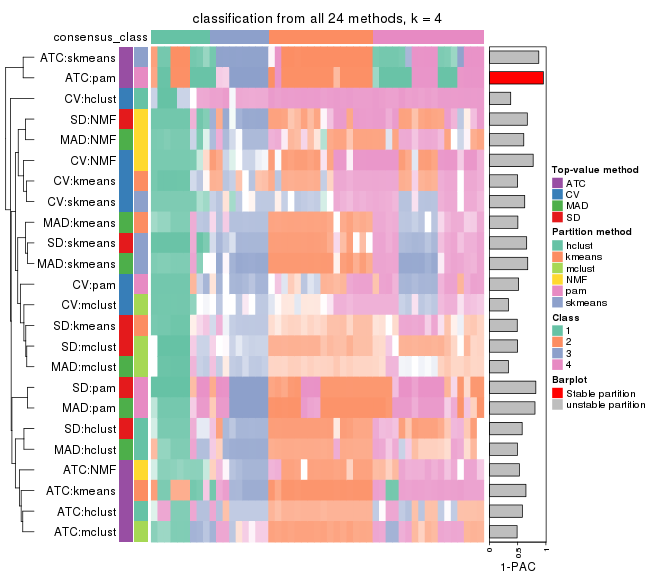 classification from all 24 methods, k = 4
consensus_class
ATC:skmeans
ATC:pam
CV:hclust
SD:NMF
MAD:NMF
CV:NMF
CV:kmeans
CV:skmeans
MAD:kmeans
SD:skmeans
MAD:skmeans
CV:pam
CV:mclust
SD:kmeans
SD:mclust
MAD:mclust
SD:pam
MAD:pam
SD:hclust
MAD:hclust
ATC:NMF
ATC:kmeans
ATC:hclust
ATC:mclust
0 0.5 1
1-PAC
Top-value method
ATC
CV
MAD
SD
Partition method
hclust
kmeans
mclust
NMF
pam
skmeans
Class
1
2
3
4
Barplot
Stable partition
unstable partition